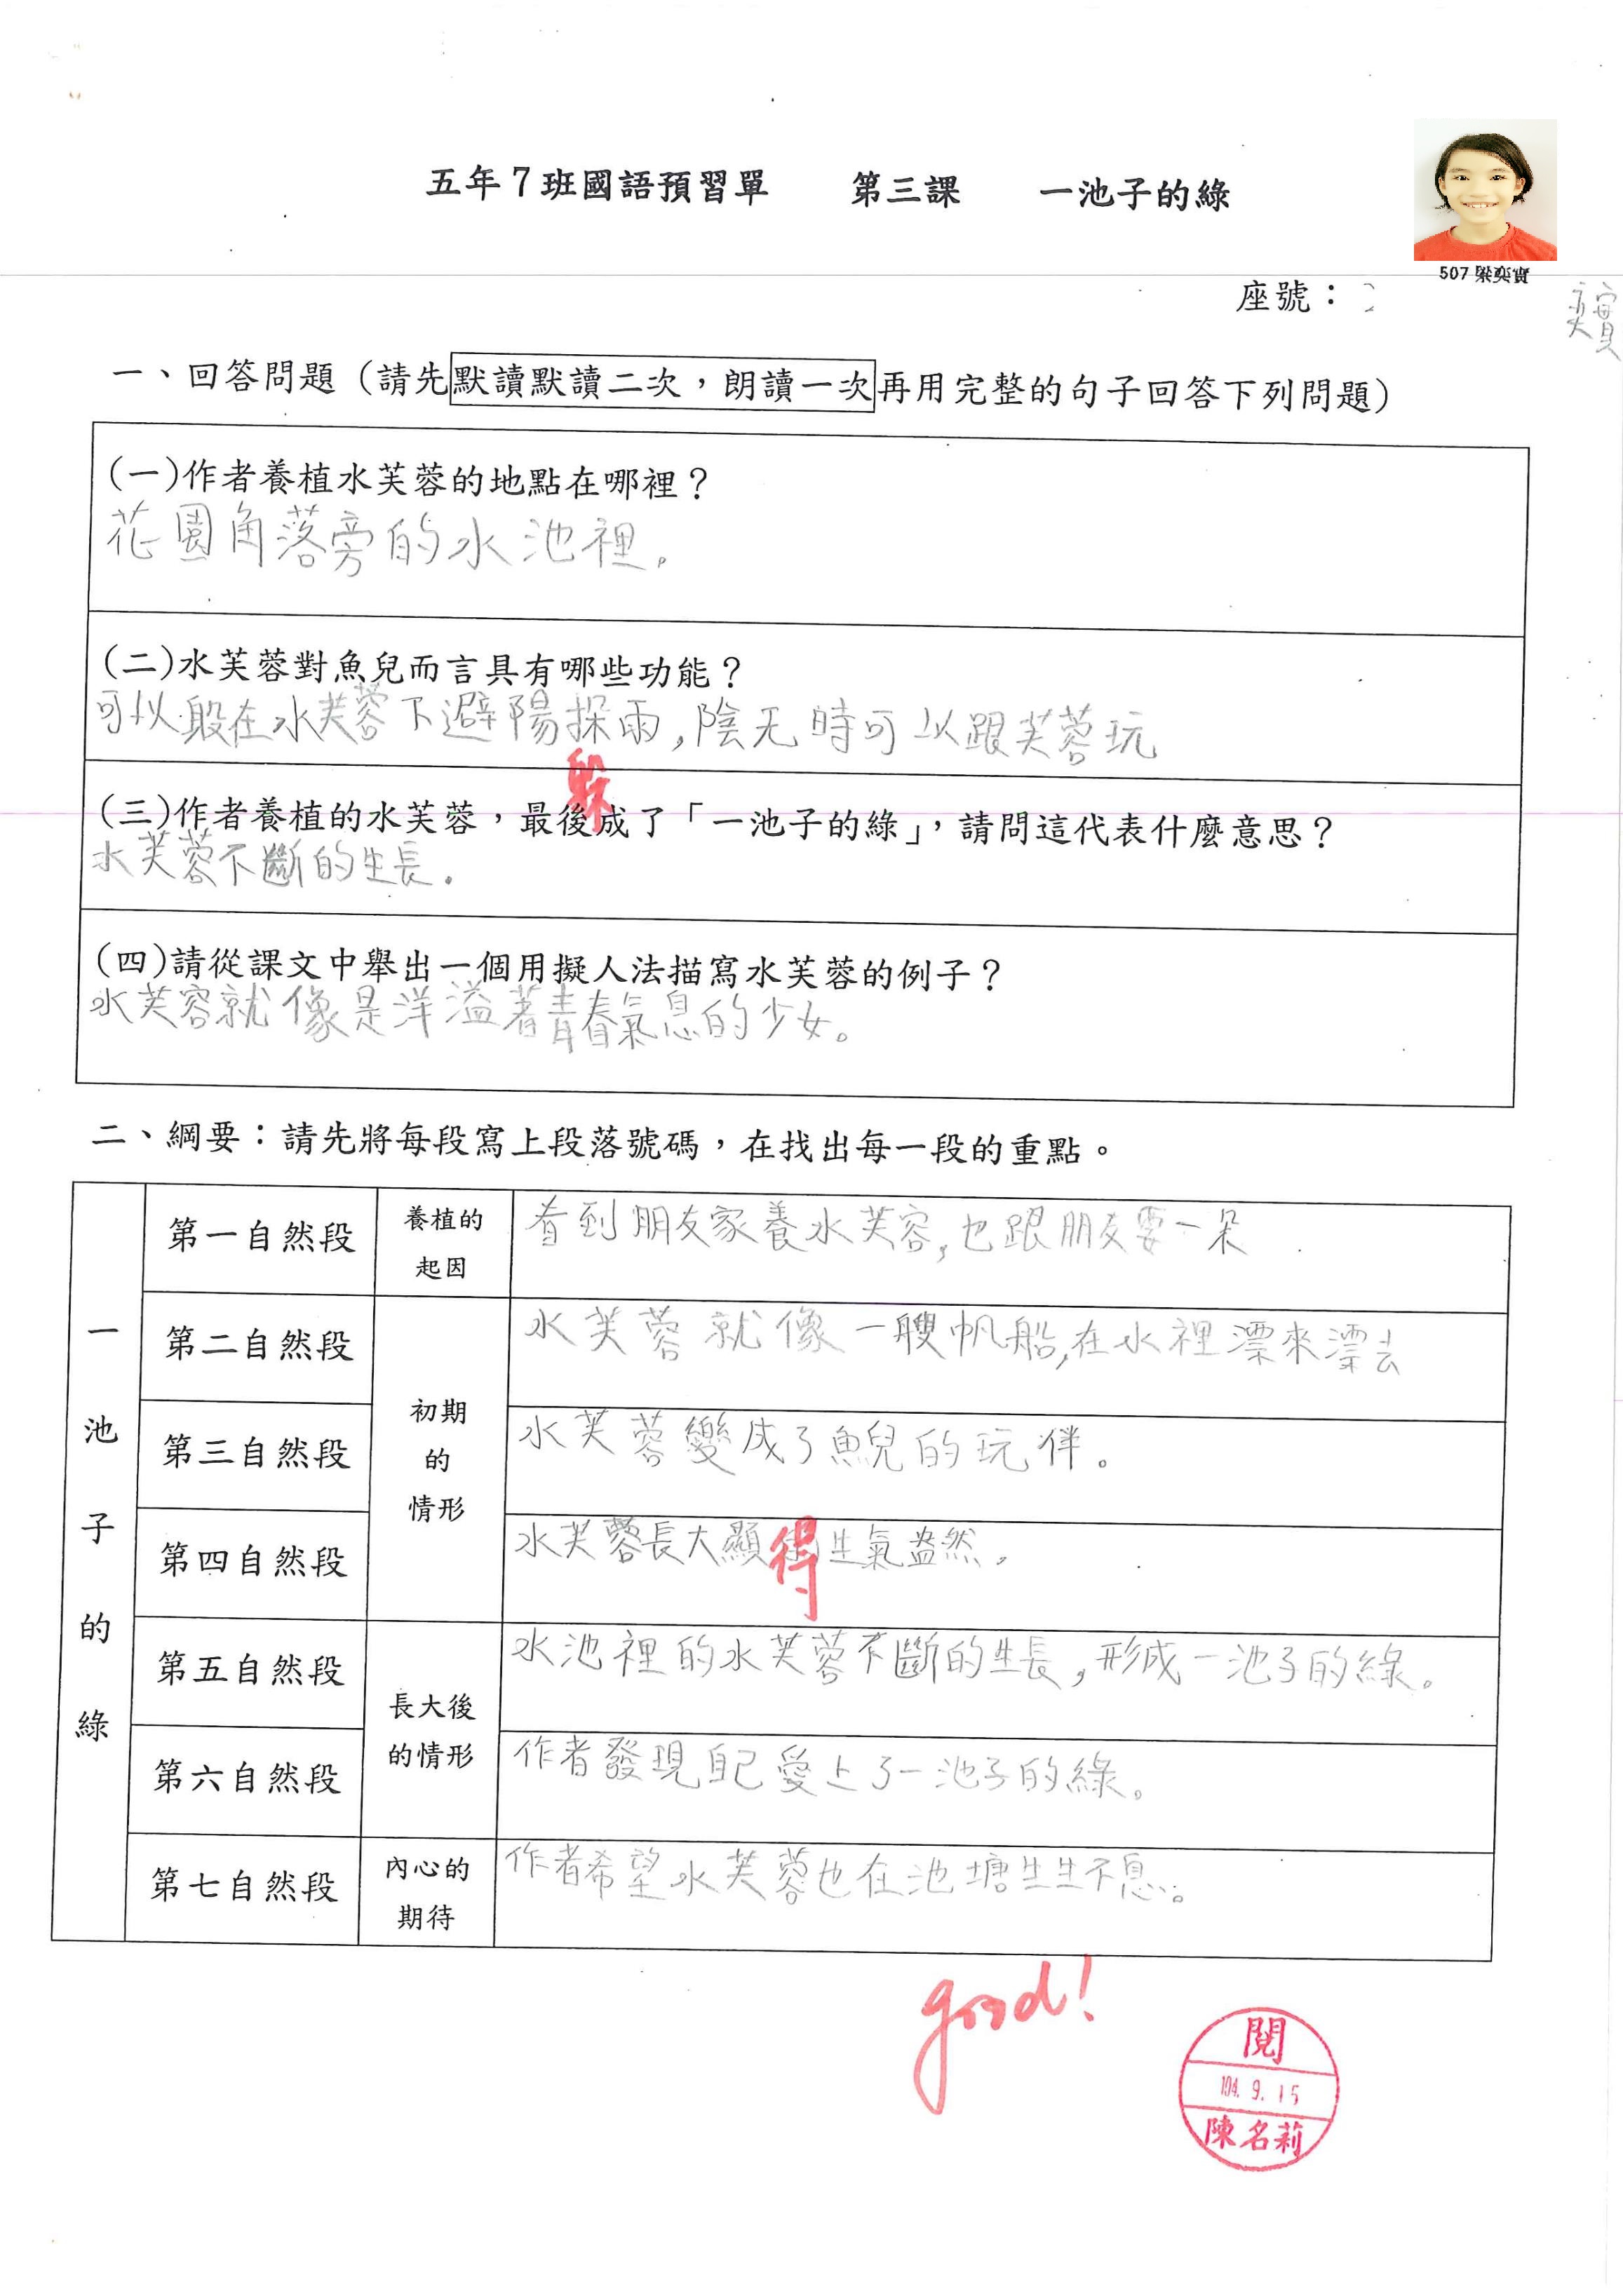 五年7班國語預習單 第三課 一池子的綠
507 梁奕寶
座號：2
奕寶
一、回答問題（請先默讀默讀二次，朗讀一次再用完整的句子回答下列問題）
(一)作者養植水芙蓉的地點在哪裡？
花園角落旁的水池裡。
(二)水芙蓉對魚兒而言具有哪些功能？
可以躲在水芙蓉下避陽探雨,陰天時可以跟芙蓉玩
躲
(三)作者養植的水芙蓉，最後成了「一池子的綠」，請問這代表什麼意思？
水芙蓉不斷的生長。
(四)請從課文中舉出一個用擬人法描寫水芙蓉的例子？
水芙容就像是洋溢著青春氣息的少女。
二、綱要：請先將每段寫上段落號碼，在找出每一段的重點。
一池子的綠
第一自然段 養植的起因 看到朋友家養水芙容,也跟朋友要一朵
第二自然段 初期的情形 水芙蓉就像一艘帆船,在水裡漂來漂去
第三自然段 水芙蓉變成了魚兒的玩伴。
第四自然段 水芙蓉長大顯得生氣盎然。
第五自然段 長大後的情形 水池裡的水芙蓉不斷的生長,形成一池子的綠。
第六自然段 作者發現自己愛上了一池子的綠。
第七自然段 內心的期待 作者希望水芙蓉也在池塘生生不息。
good!
閱
104. 9. 15
陳名莉